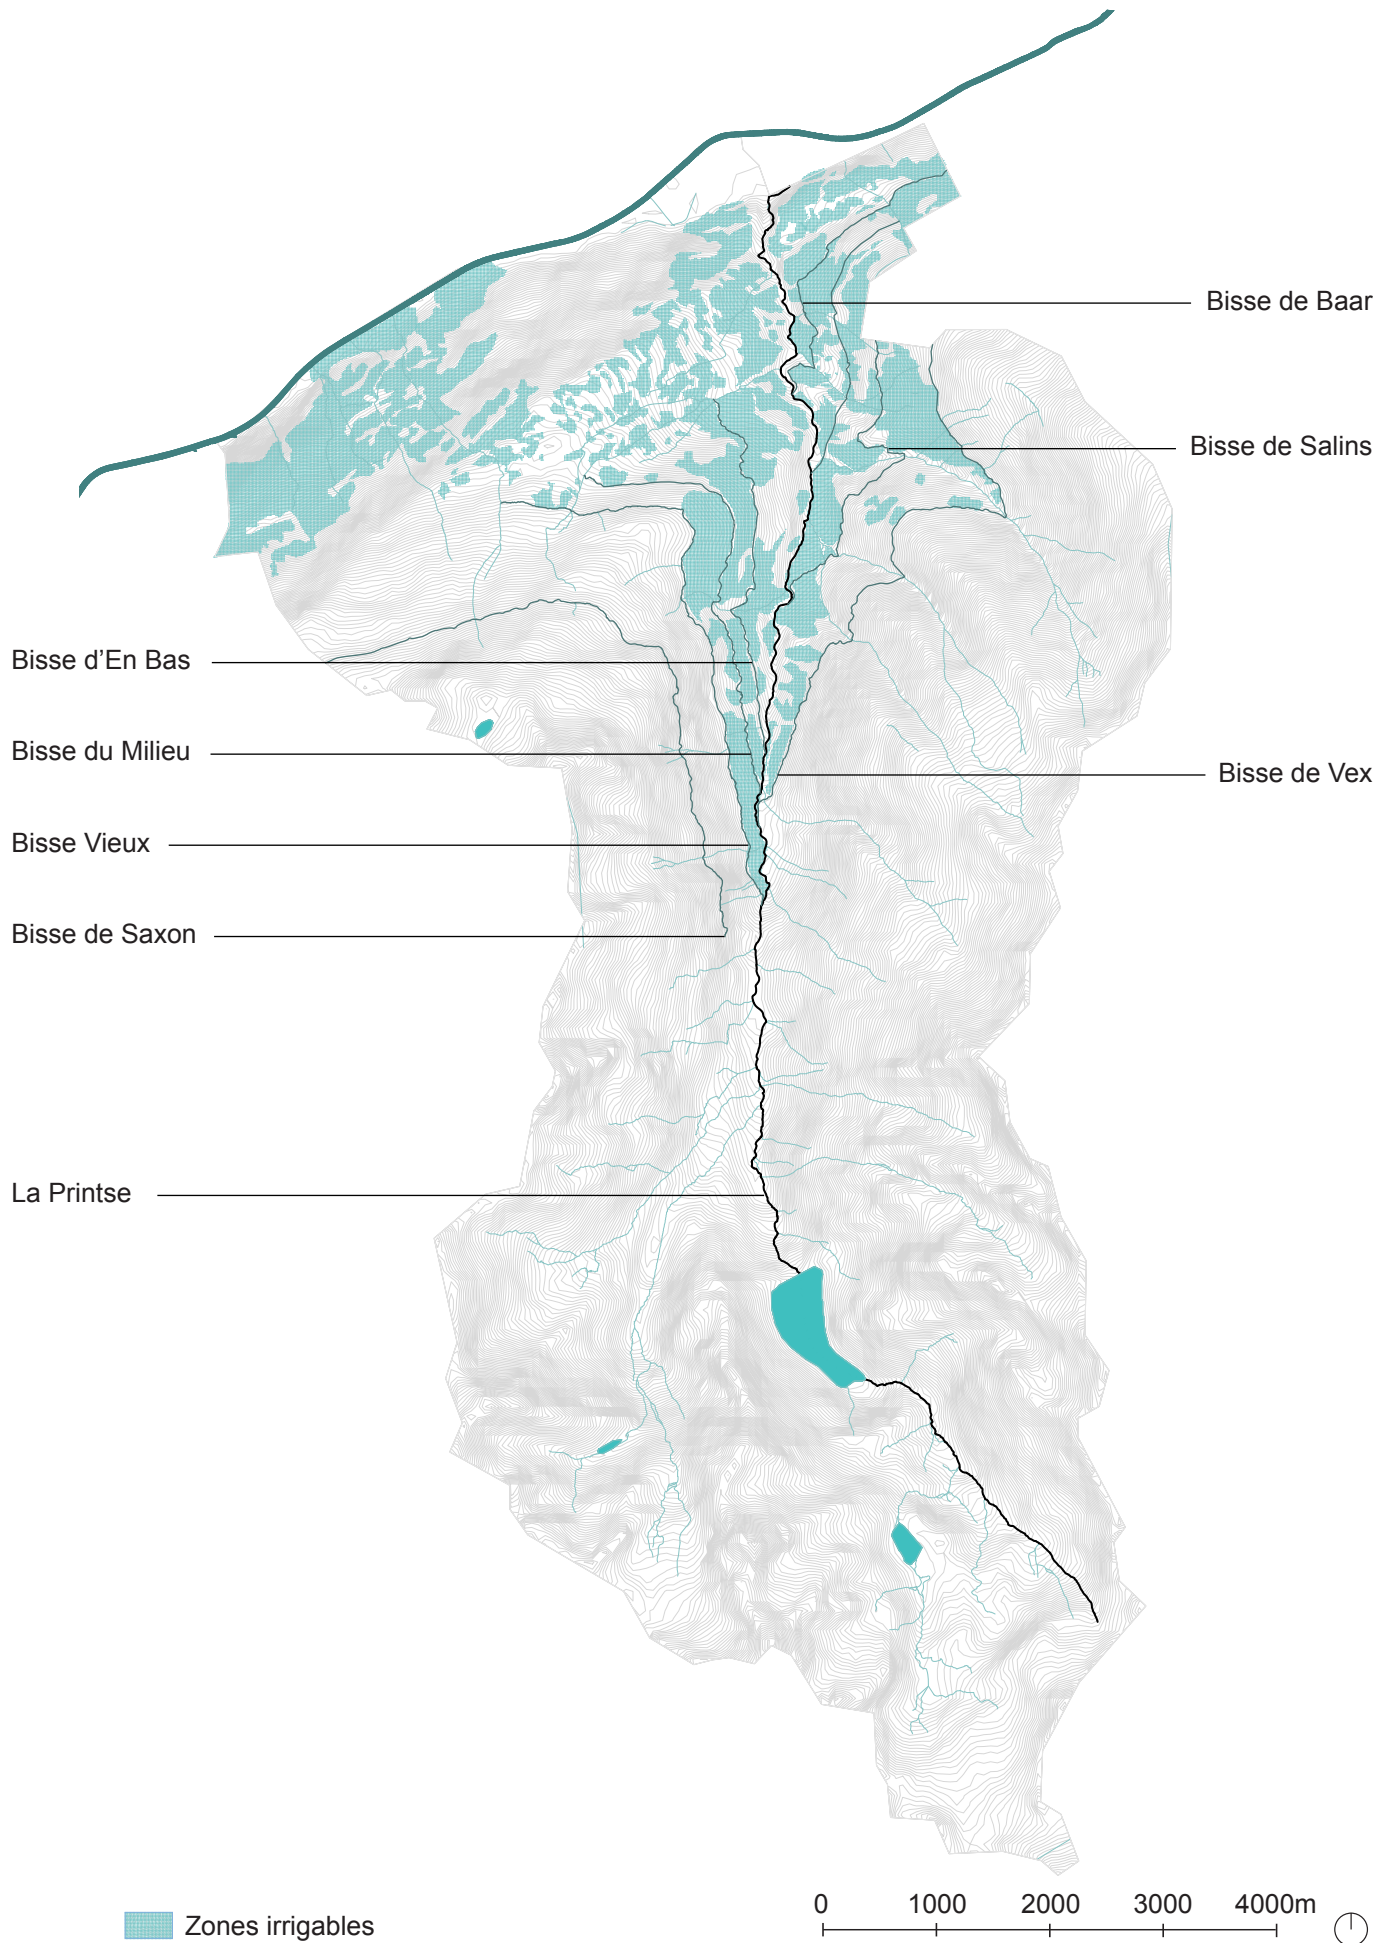 Bisse de Baar
Bisse de Salins
Bisse d’En Bas
Bisse du Milieu
Bisse de Vex
Bisse Vieux
Bisse de Saxon
La Printse
0 1000 2000 3000 4000m
Zones irrigables